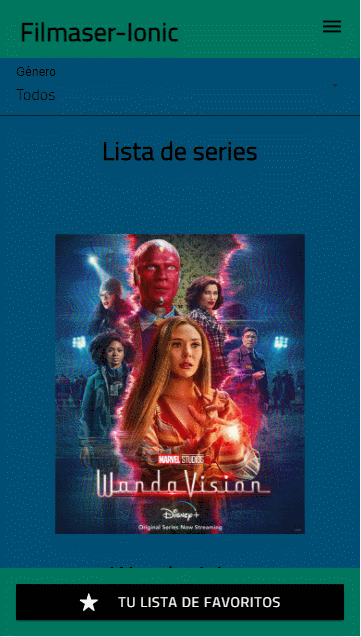 Filmaser-Ionic
Género
Todos
Lista de series
MARVEL STUDIOS
WandaVision
Disney+
Original Series Now Streaming
TU LISTA DE FAVORITOS